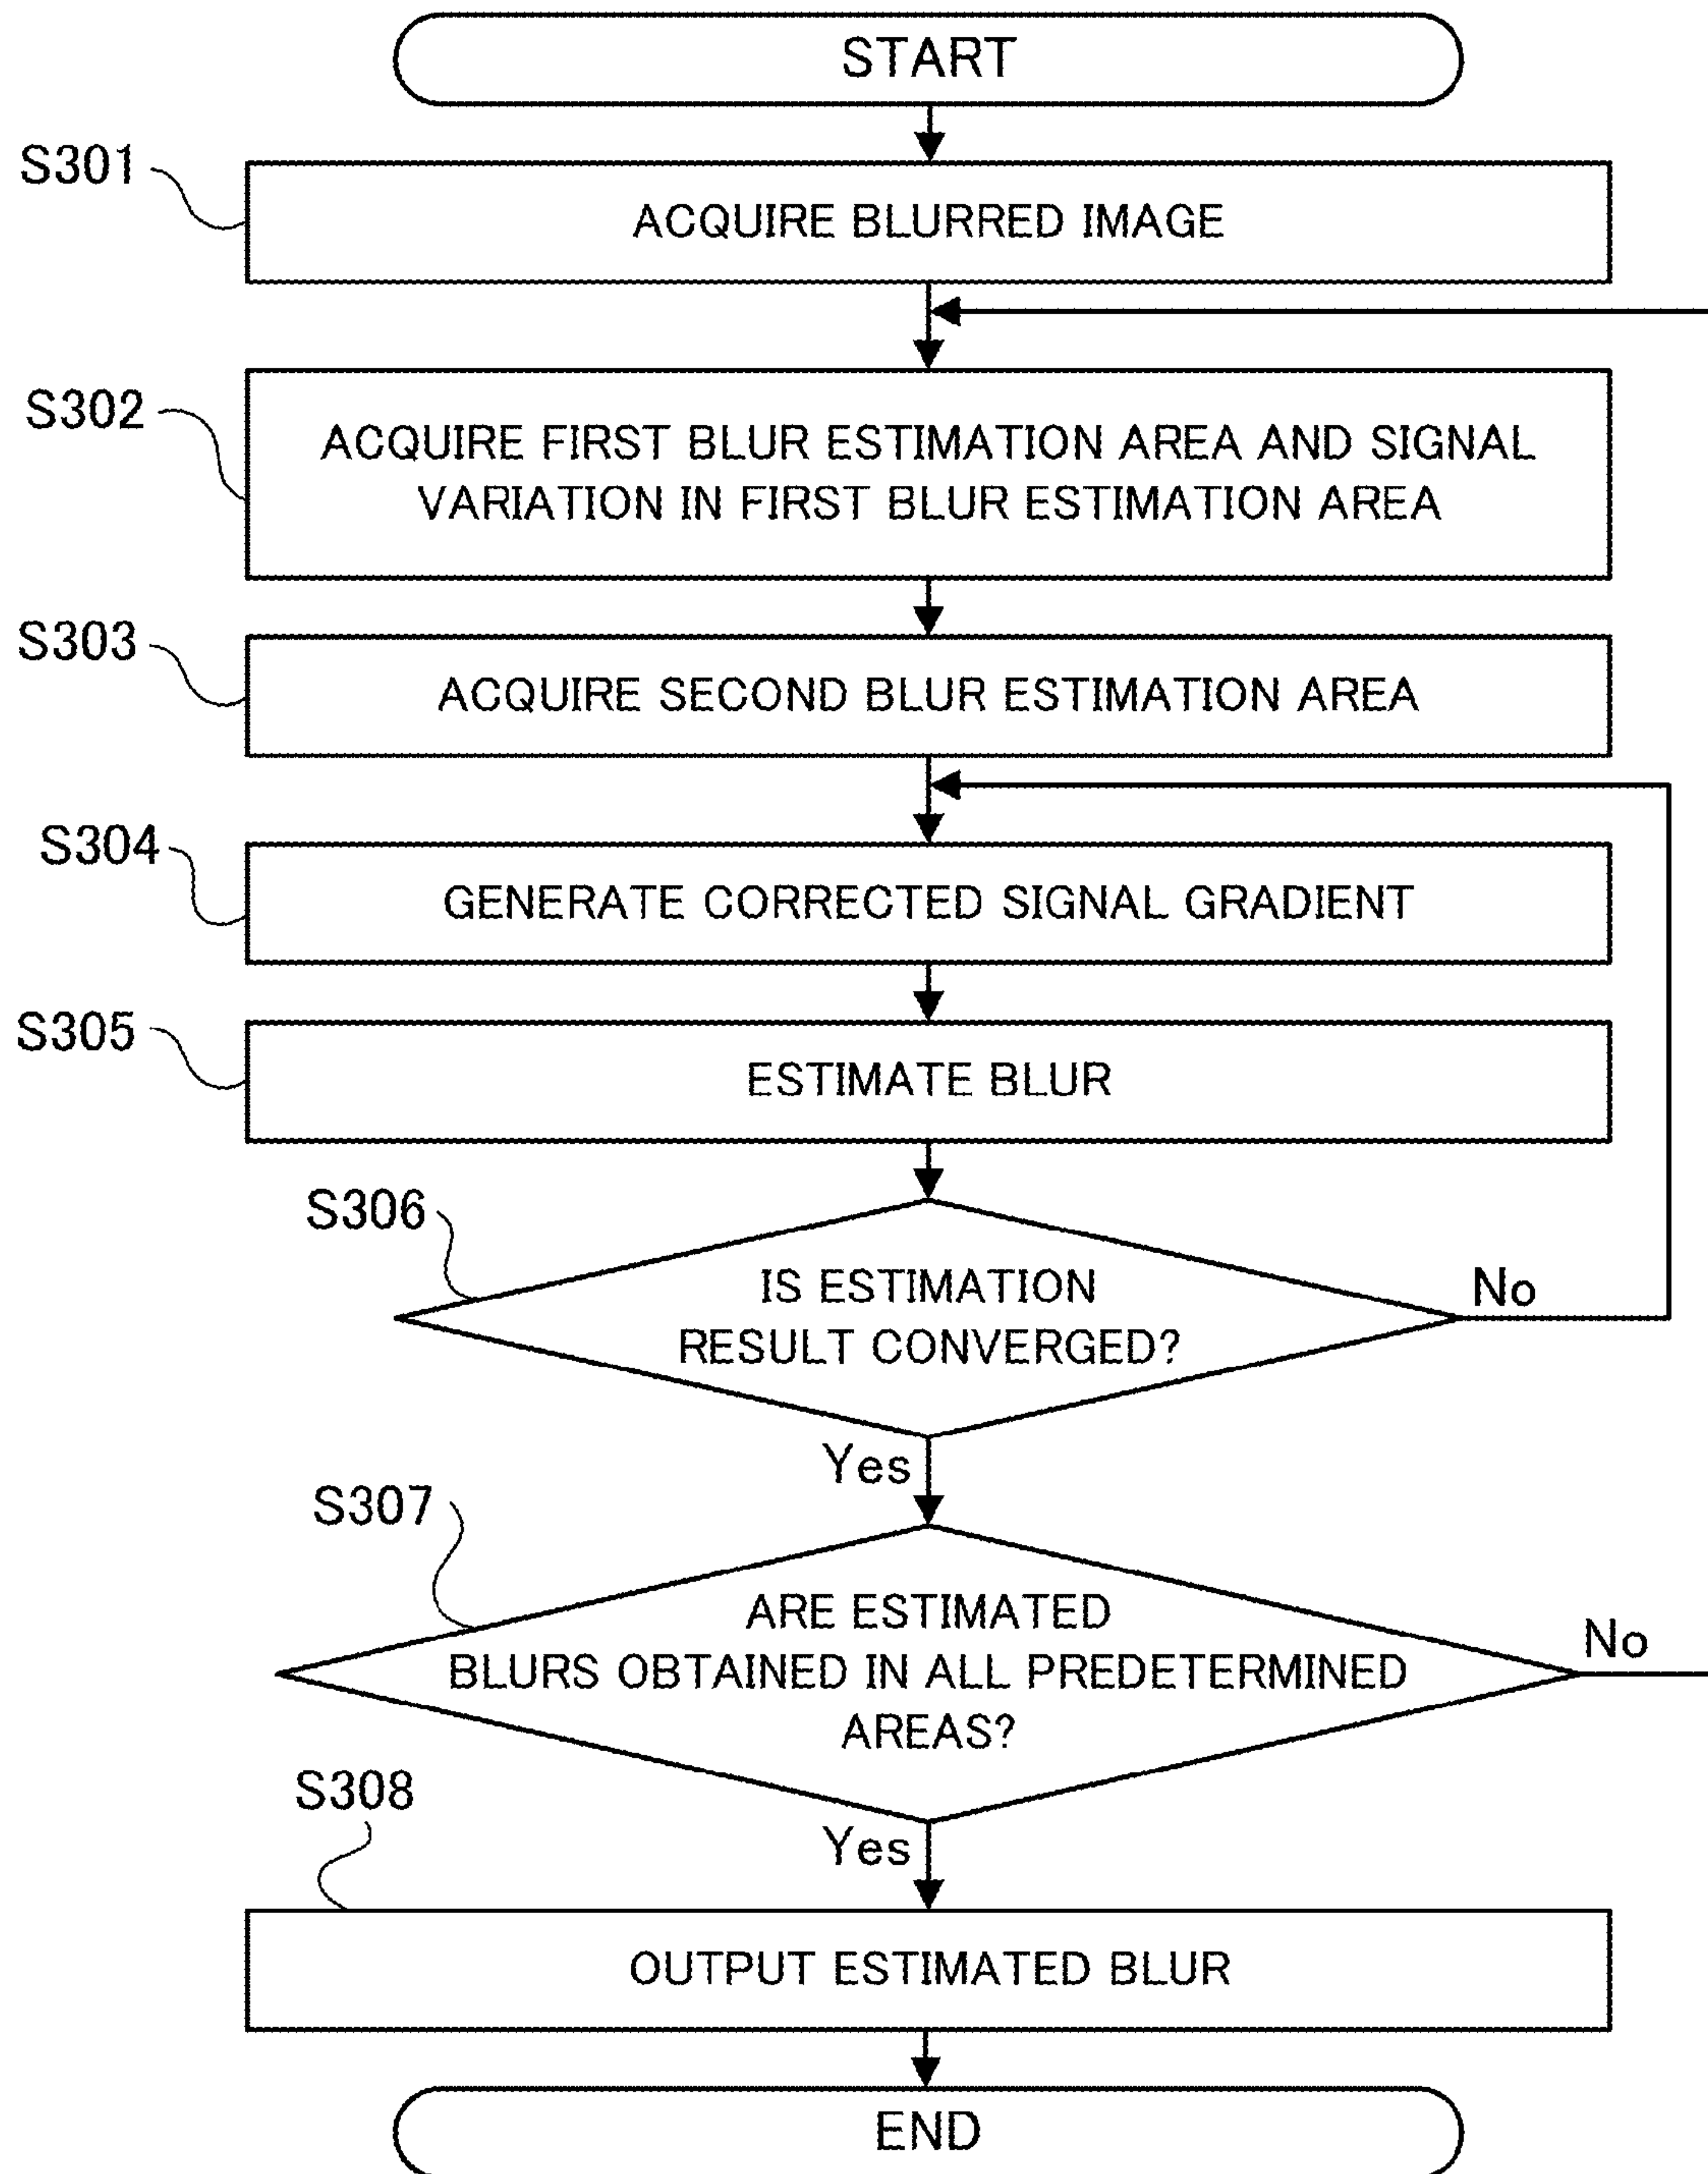 START
S301
ACQUIRE BLURRED IMAGE
S302
ACQUIRE FIRST BLUR ESTIMATION AREA AND SIGNAL
VARIATION IN FIRST BLUR ESTIMATION AREA
S303
ACQUIRE SECOND BLUR ESTIMATION AREA
S304
GENERATE CORRECTED SIGNAL GRADIENT
S305
ESTIMATE BLUR
S306
IS ESTIMATION
RESULT CONVERGED?
No
Yes
S307
ARE ESTIMATED
BLURS OBTAINED IN ALL PREDETERMINED
AREAS?
No
Yes
S308
OUTPUT ESTIMATED BLUR
END